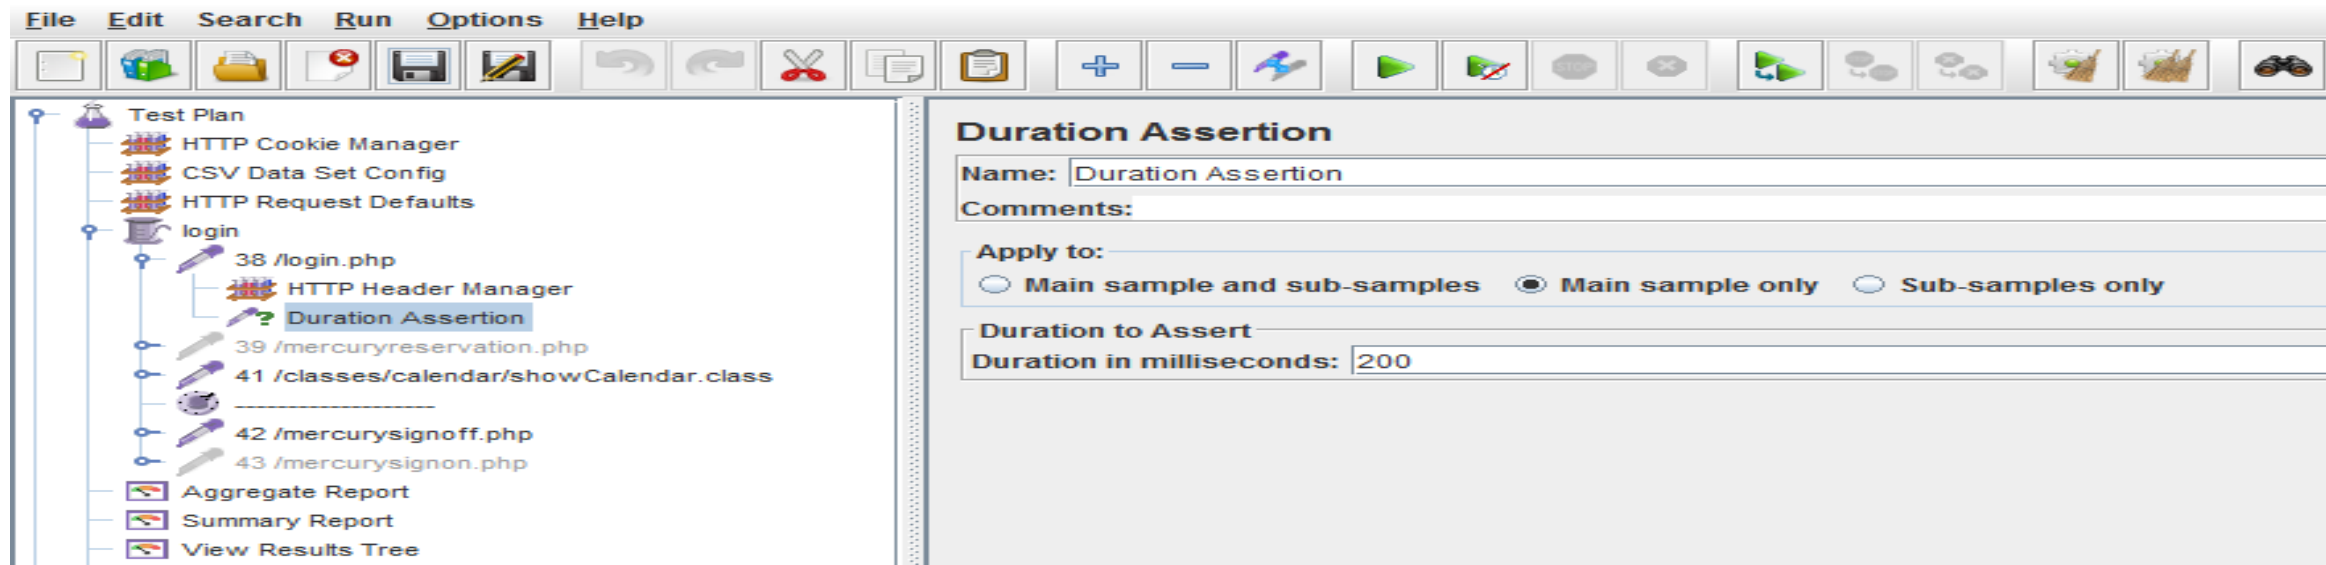 File Edit Search Run Options Help
STOP
Test Plan
HTTP Cookie Manager
CSV Data Set Config
HTTP Request Defaults
login
38 /login.php
HTTP Header Manager
Duration Assertion
39 /mercuryreservation.php
41 /classes/calendar/showCalendar.class
--------------------
42 /mercurysignoff.php
43 /mercurysignon.php
Aggregate Report
Summary Report
View Results Tree
Duration Assertion
Name: Duration Assertion
Comments:
Apply to:
Main sample and sub-samples Main sample only Sub-samples only
Duration to Assert
Duration in milliseconds: 200